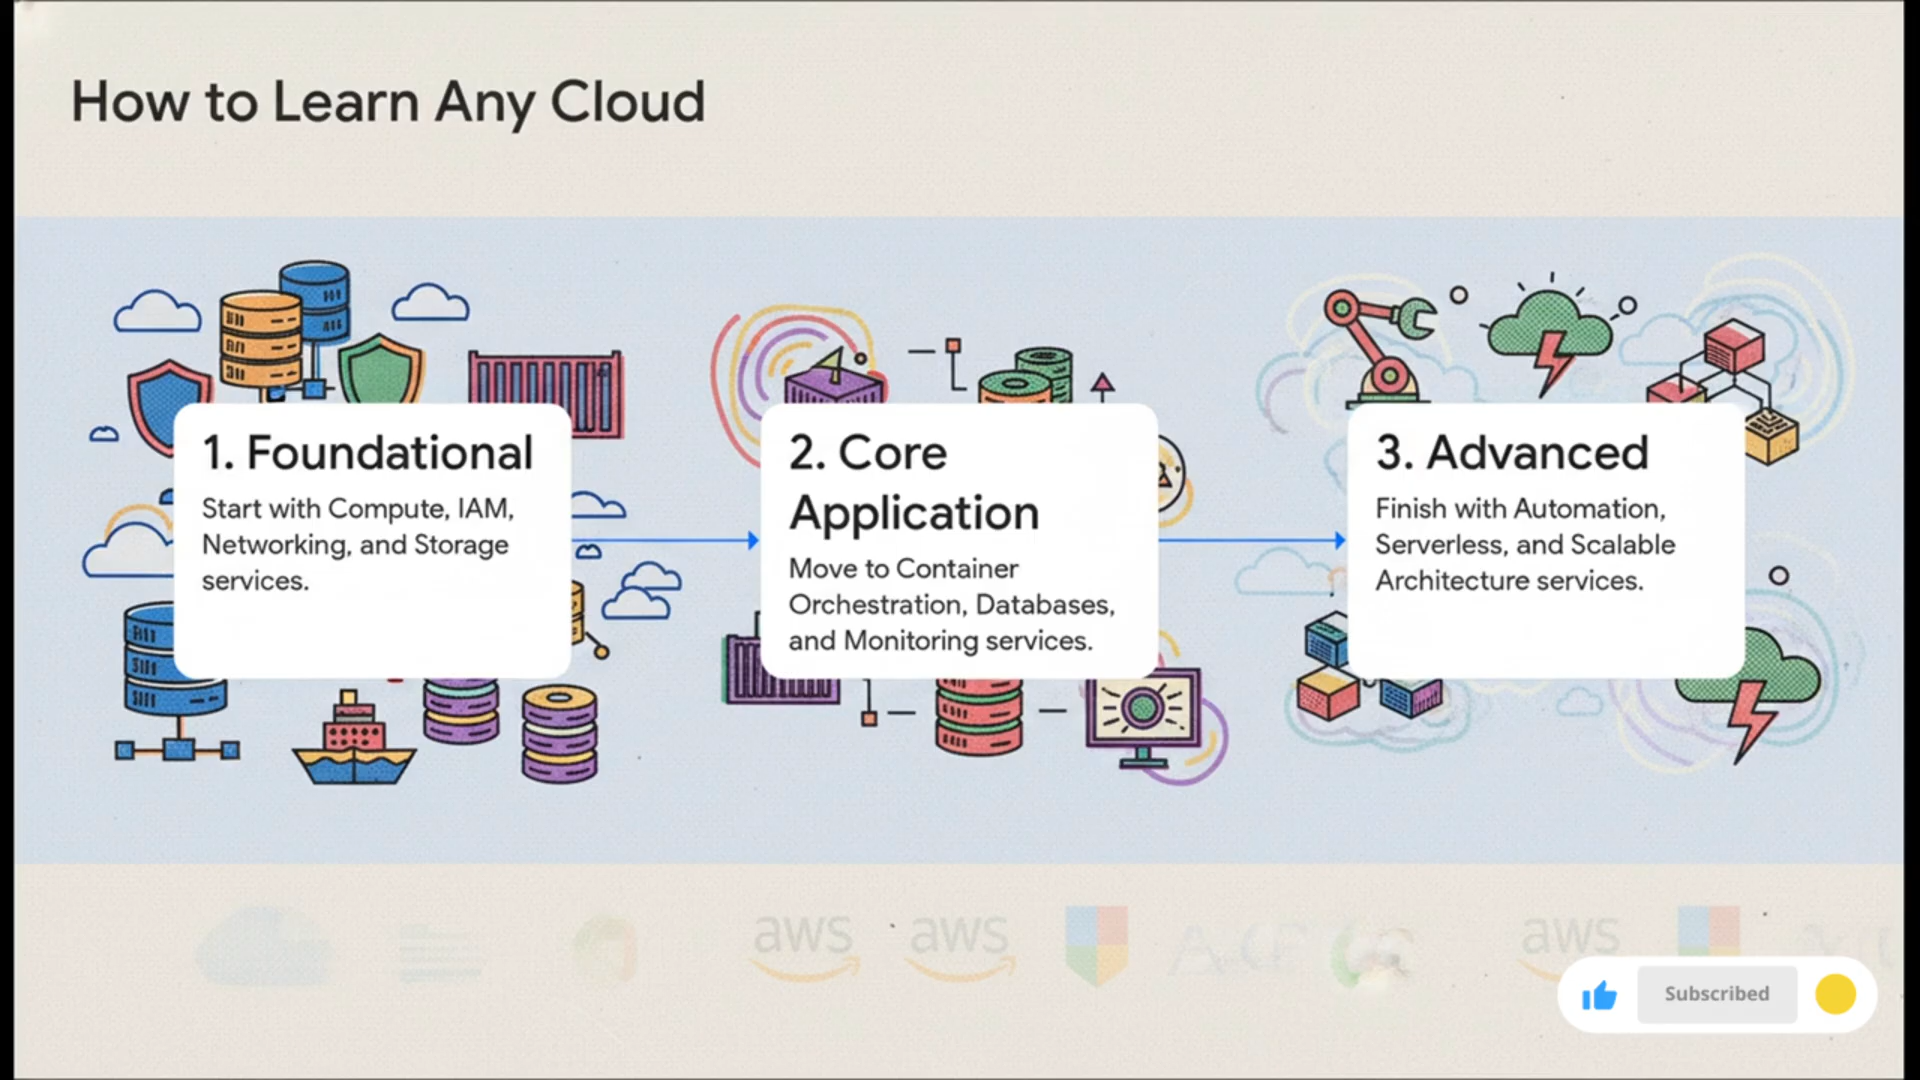 How to Learn Any Cloud
1. Foundational
Start with Compute, IAM,
Networking, and Storage
services.
2. Core
Application
Move to Container
Orchestration, Databases,
and Monitoring services.
3. Advanced
Finish with Automation,
Serverless, and Scalable
Architecture services.
aws aws aws
Subscribed